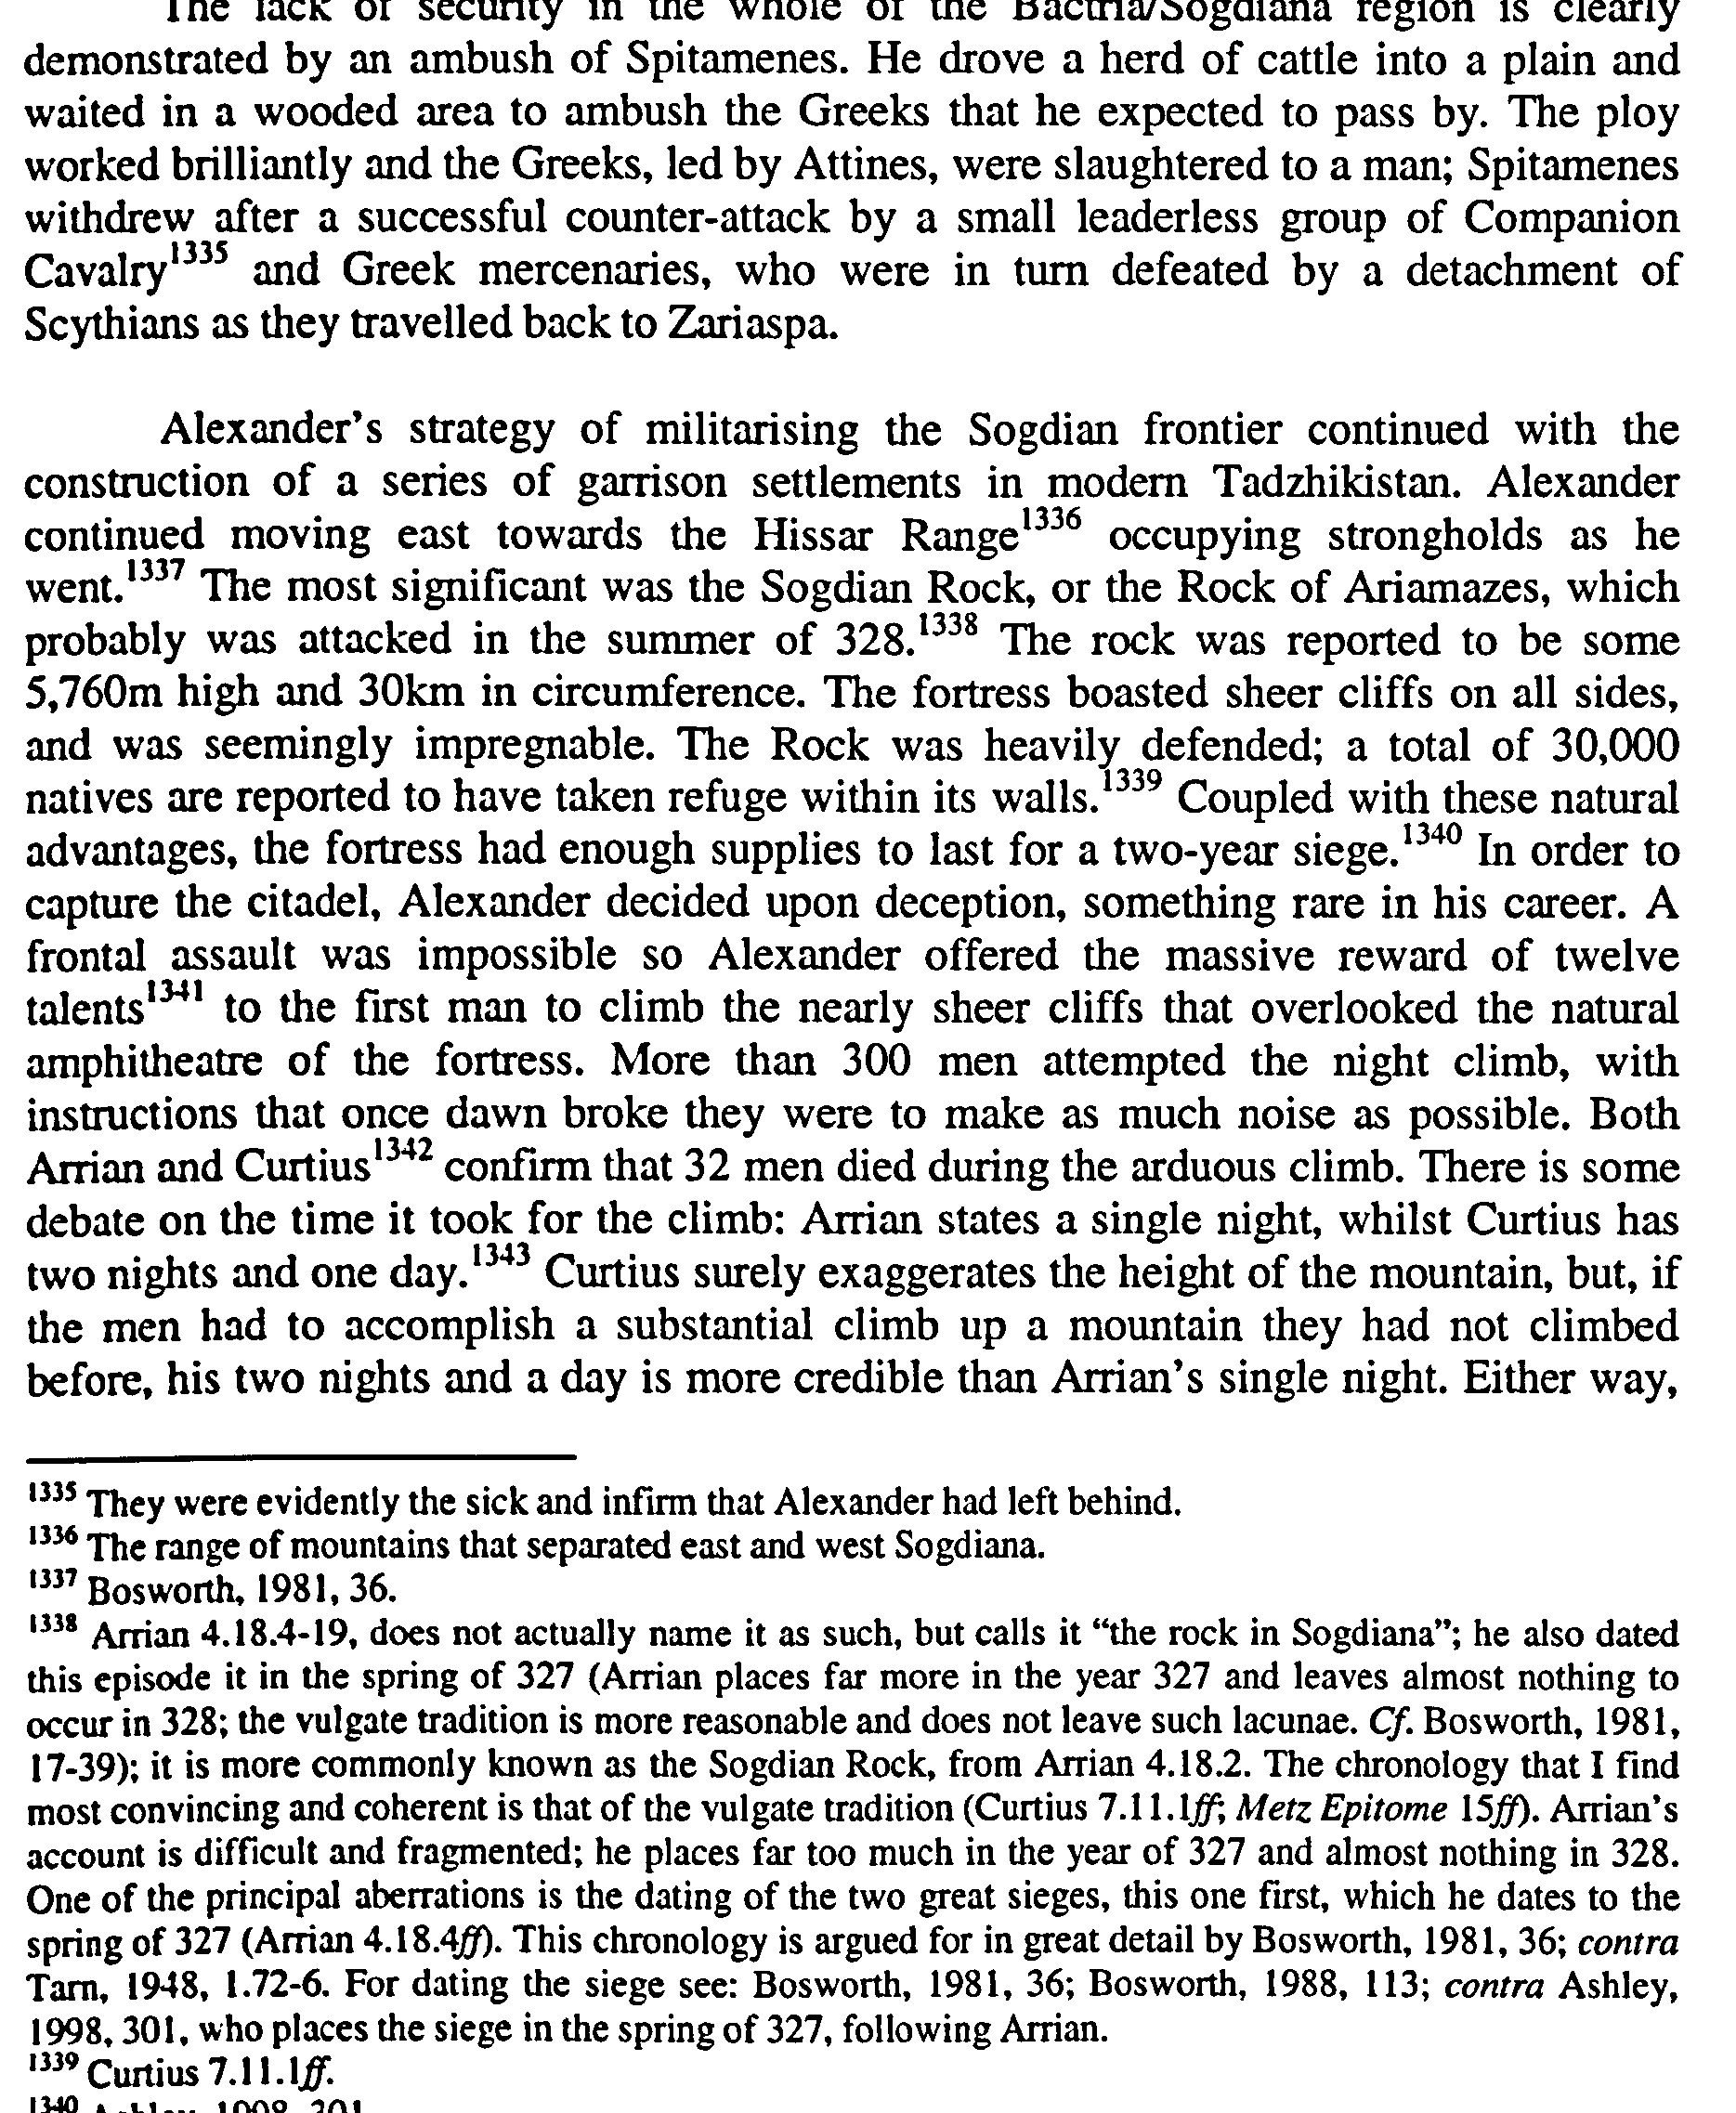 The lack of security in the whole of the Bactria/Sogdiana region is clearly
demonstrated by an ambush of Spitamenes. He drove a herd of cattle into a plain and
waited in a wooded area to ambush the Greeks that he expected to pass by. The ploy
worked brilliantly and the Greeks, led by Attines, were slaughtered to a man; Spitamenes
withdrew after a successful counter-attack by a small leaderless group of Companion
Cavalry1335 and Greek mercenaries, who were in turn defeated by a detachment of
Scythians as they travelled back to Zariaspa.
Alexander's strategy of militarising the Sogdian frontier continued with the
construction of a series of garrison settlements in modern Tadzhikistan. Alexander
continued moving east towards the Hissar Range1336 occupying strongholds as he
went.1337 The most significant was the Sogdian Rock, or the Rock of Ariamazes, which
probably was attacked in the summer of 328.1338 The rock was reported to be some
5,760m high and 30km in circumference. The fortress boasted sheer cliffs on all sides,
and was seemingly impregnable. The Rock was heavily defended; a total of 30,000
natives are reported to have taken refuge within its walls.1339 Coupled with these natural
advantages, the fortress had enough supplies to last for a two-year siege.1340 In order to
capture the citadel, Alexander decided upon deception, something rare in his career. A
frontal assault was impossible so Alexander offered the massive reward of twelve
talents1341 to the first man to climb the nearly sheer cliffs that overlooked the natural
amphitheatre of the fortress. More than 300 men attempted the night climb, with
instructions that once dawn broke they were to make as much noise as possible. Both
Arrian and Curtius1342 confirm that 32 men died during the arduous climb. There is some
debate on the time it took for the climb: Arrian states a single night, whilst Curtius has
two nights and one day.1343 Curtius surely exaggerates the height of the mountain, but, if
the men had to accomplish a substantial climb up a mountain they had not climbed
before, his two nights and a day is more credible than Arrian's single night. Either way,
1335 They were evidently the sick and infirm that Alexander had left behind.
1336 The range of mountains that separated east and west Sogdiana.
1337 Bosworth, 1981, 36.
1338 Arrian 4.18.4-19, does not actually name it as such, but calls it “the rock in Sogdiana”; he also dated
this episode it in the spring of 327 (Arrian places far more in the year 327 and leaves almost nothing to
occur in 328; the vulgate tradition is more reasonable and does not leave such lacunae. Cf. Bosworth, 1981,
17-39); it is more commonly known as the Sogdian Rock, from Arrian 4.18.2. The chronology that I find
most convincing and coherent is that of the vulgate tradition (Curtius 7.11.1ff; Metz Epitome 15ff). Arrian's
account is difficult and fragmented; he places far too much in the year of 327 and almost nothing in 328.
One of the principal aberrations is the dating of the two great sieges, this one first, which he dates to the
spring of 327 (Arrian 4.18.4ff). This chronology is argued for in great detail by Bosworth, 1981, 36; contra
Tarn, 1948, 1.72-6. For dating the siege see: Bosworth, 1981, 36; Bosworth, 1988, 113; contra Ashley,
1998, 301, who places the siege in the spring of 327, following Arrian.
1339 Curtius 7.11.1ff.
1340 Ashley, 1998, 301